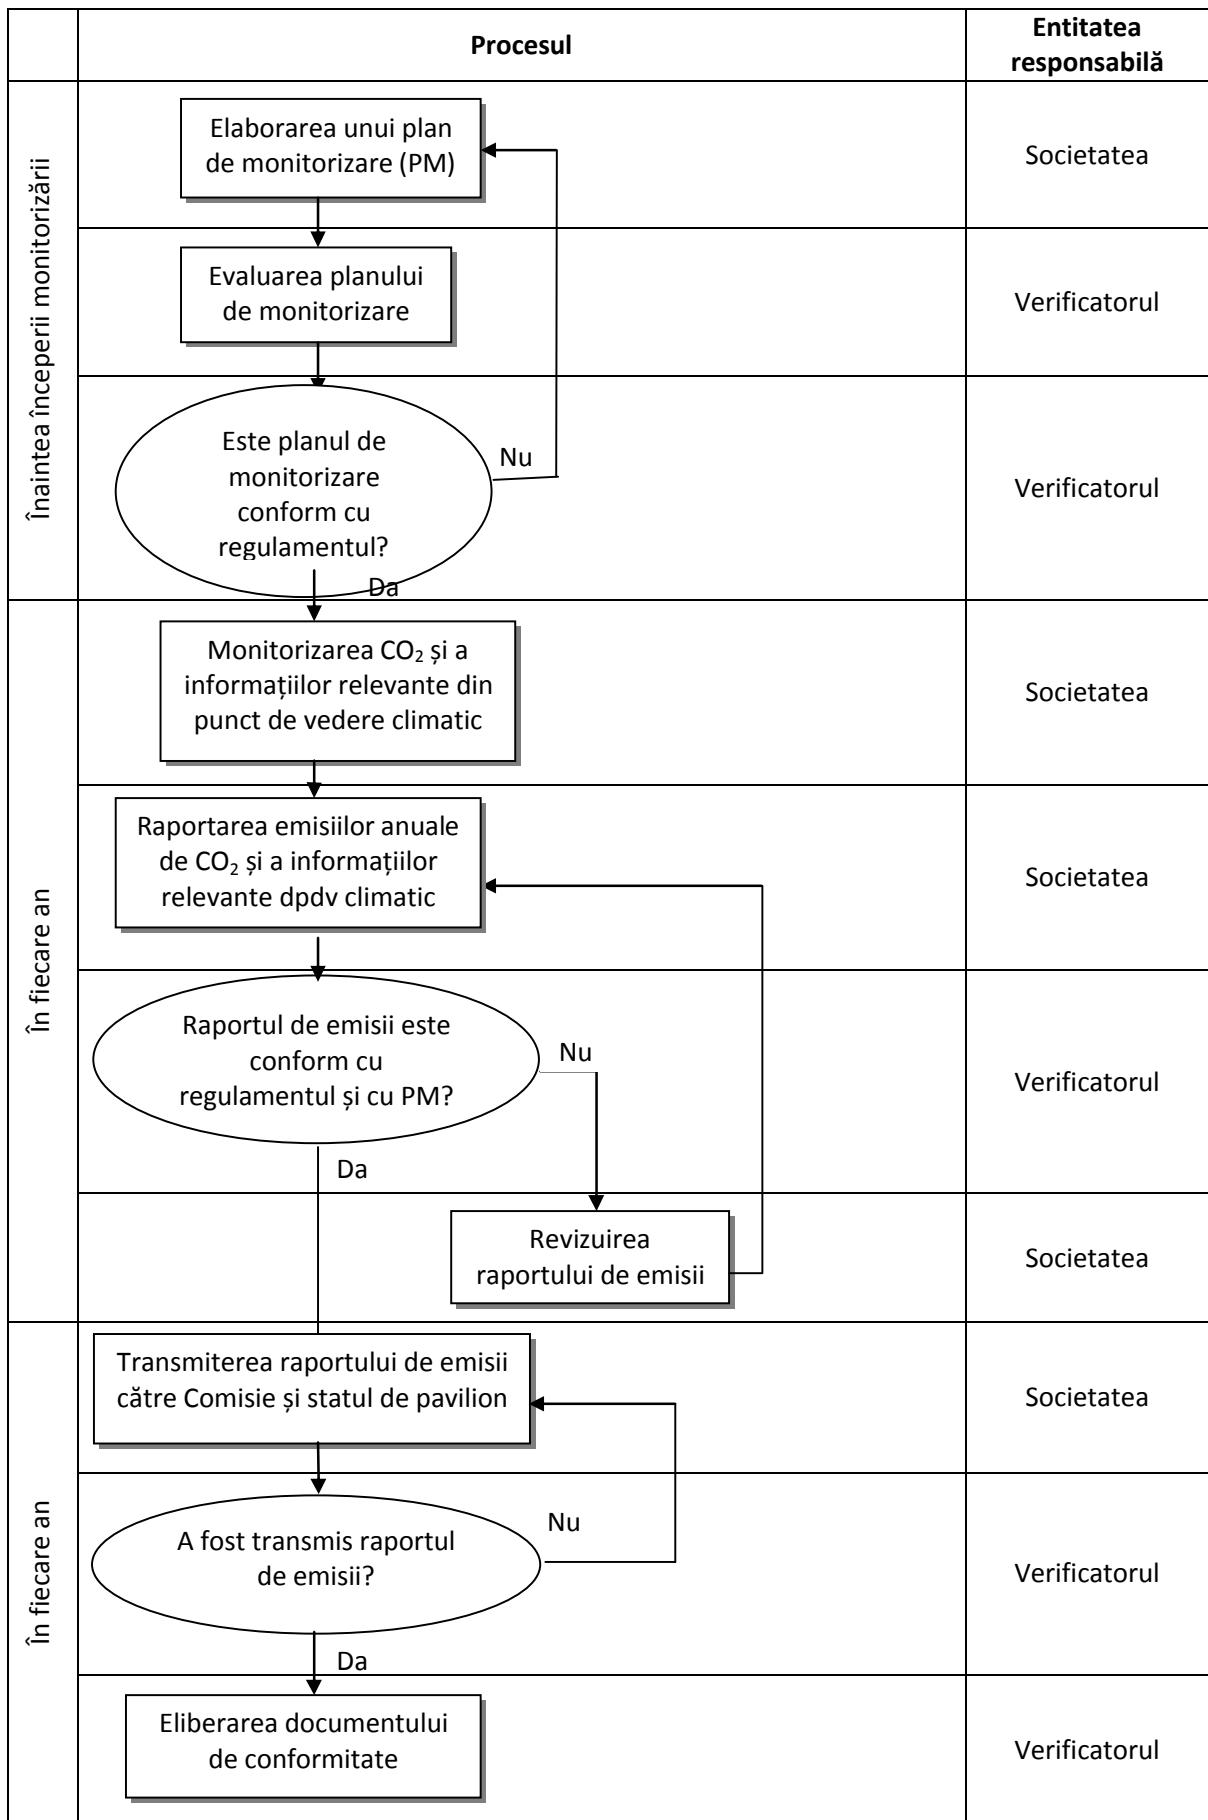 Procesul
Entitatea
responsabilă
Înaintea începerii monitorizării
Elaborarea unui plan
de monitorizare (PM)
Societatea
Evaluarea planului
de monitorizare
Verificatorul
Este planul de
monitorizare
conform cu
regulamentul?
Nu
Verificatorul
Da
În fiecare an
Monitorizarea CO₂ și a
informațiilor relevante din
punct de vedere climatic
Societatea
Raportarea emisiilor anuale
de CO₂ și a informațiilor
relevante dpdv climatic
Societatea
Raportul de emisii este
conform cu
regulamentul și cu PM?
Nu
Verificatorul
Da
Revizuirea
raportului de emisii
Societatea
În fiecare an
Transmiterea raportului de emisii
către Comisie și statul de pavilion
Societatea
A fost transmis raportul
de emisii?
Nu
Verificatorul
Da
Eliberarea documentului
de conformitate
Verificatorul